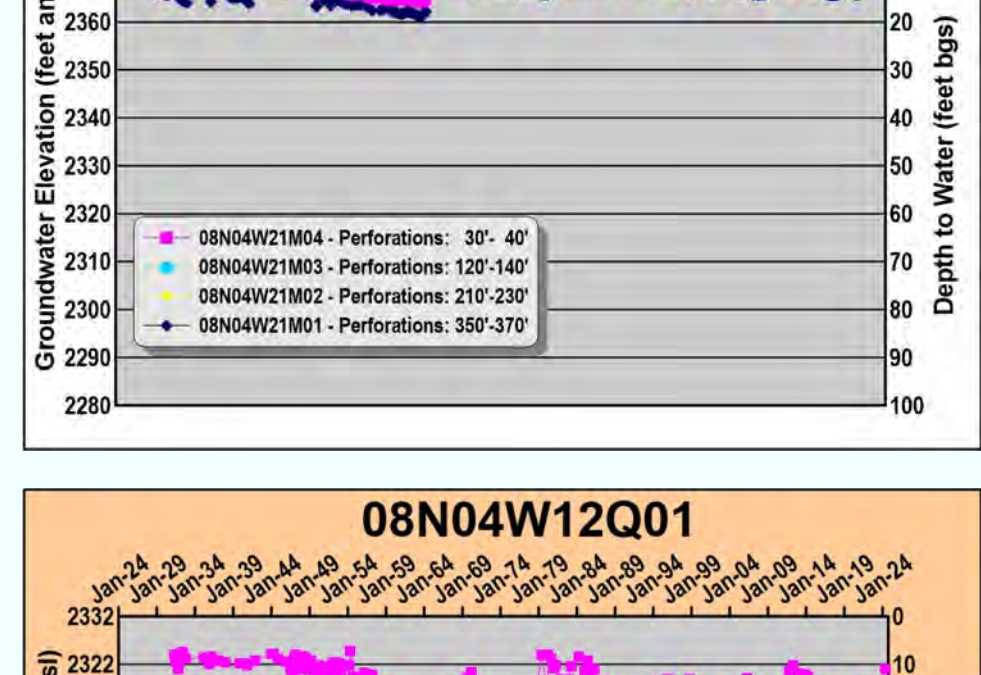 Groundwater Elevation (feet
2360
2350
2340
2330
2320
2310
2300
2290
2280
20
30
40
50
60
70
80
90
100
Depth to Water (feet bgs)
08N04W21M04 - Perforations: 30'- 40'
08N04W21M03 - Perforations: 120'-140'
08N04W21M02 - Perforations: 210'-230'
08N04W21M01 - Perforations: 350'-370'
08N04W12Q01
Jan-24 Jan-29 Jan-34 Jan-39 Jan-44 Jan-49 Jan-54 Jan-59 Jan-64 Jan-69 Jan-74 Jan-79 Jan-84 Jan-89 Jan-94 Jan-99 Jan-04 Jan-09 Jan-14 Jan-19 Jan-24
2332
2322
0
10